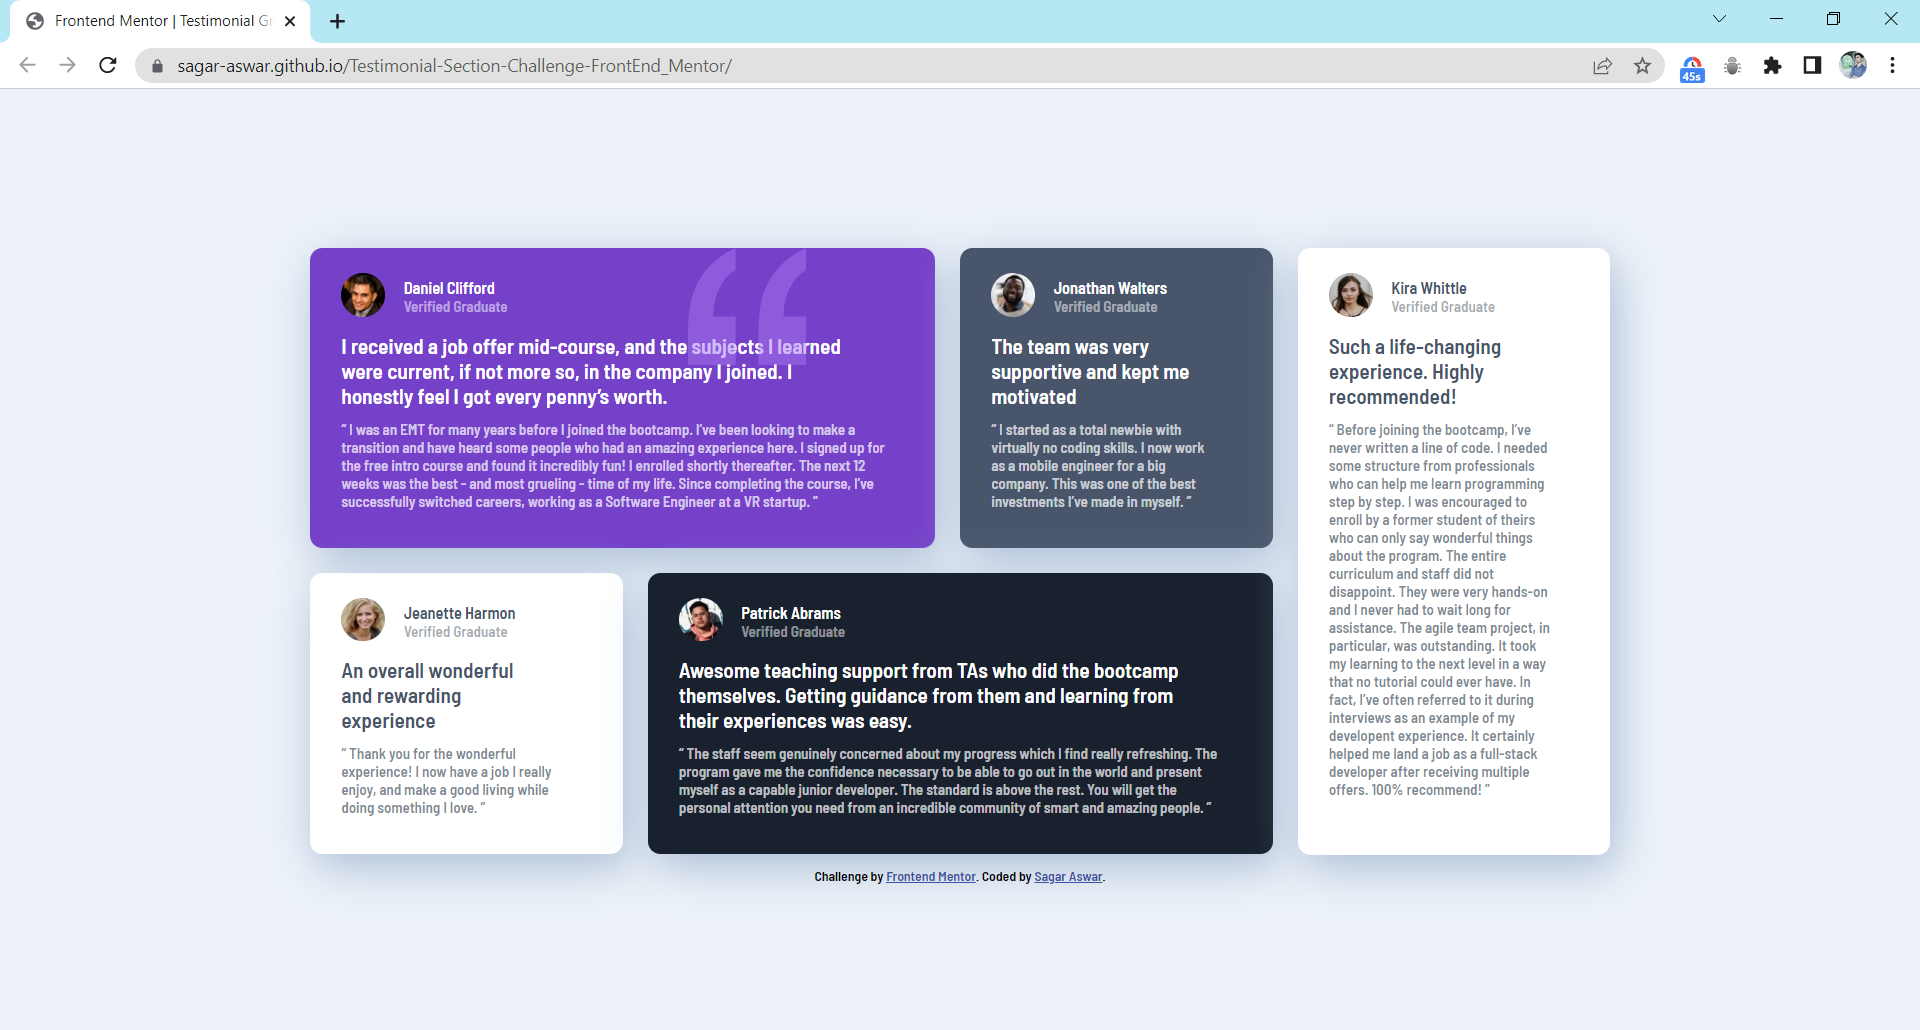 Frontend Mentor | Testimonial Gr
sagar-aswar.github.io/Testimonial-Section-Challenge-FrontEnd_Mentor/
45s
Daniel Clifford
Verified Graduate
I received a job offer mid-course, and the subjects I learned
were current, if not more so, in the company I joined. I
honestly feel I got every penny’s worth.
“ I was an EMT for many years before I joined the bootcamp. I’ve been looking to make a
transition and have heard some people who had an amazing experience here. I signed up for
the free intro course and found it incredibly fun! I enrolled shortly thereafter. The next 12
weeks was the best - and most grueling - time of my life. Since completing the course, I’ve
successfully switched careers, working as a Software Engineer at a VR startup. ”
Jonathan Walters
Verified Graduate
The team was very
supportive and kept me
motivated
“ I started as a total newbie with
virtually no coding skills. I now work
as a mobile engineer for a big
company. This was one of the best
investments I’ve made in myself. ”
Kira Whittle
Verified Graduate
Such a life-changing
experience. Highly
recommended!
“ Before joining the bootcamp, I’ve
never written a line of code. I needed
some structure from professionals
who can help me learn programming
step by step. I was encouraged to
enroll by a former student of theirs
who can only say wonderful things
about the program. The entire
curriculum and staff did not
disappoint. They were very hands-on
and I never had to wait long for
assistance. The agile team project, in
particular, was outstanding. It took
my learning to the next level in a way
that no tutorial could ever have. In
fact, I’ve often referred to it during
interviews as an example of my
developent experience. It certainly
helped me land a job as a full-stack
developer after receiving multiple
offers. 100% recommend! ”
Jeanette Harmon
Verified Graduate
An overall wonderful
and rewarding
experience
“ Thank you for the wonderful
experience! I now have a job I really
enjoy, and make a good living while
doing something I love. ”
Patrick Abrams
Verified Graduate
Awesome teaching support from TAs who did the bootcamp
themselves. Getting guidance from them and learning from
their experiences was easy.
“ The staff seem genuinely concerned about my progress which I find really refreshing. The
program gave me the confidence necessary to be able to go out in the world and present
myself as a capable junior developer. The standard is above the rest. You will get the
personal attention you need from an incredible community of smart and amazing people. ”
Challenge by Frontend Mentor. Coded by Sagar Aswar.